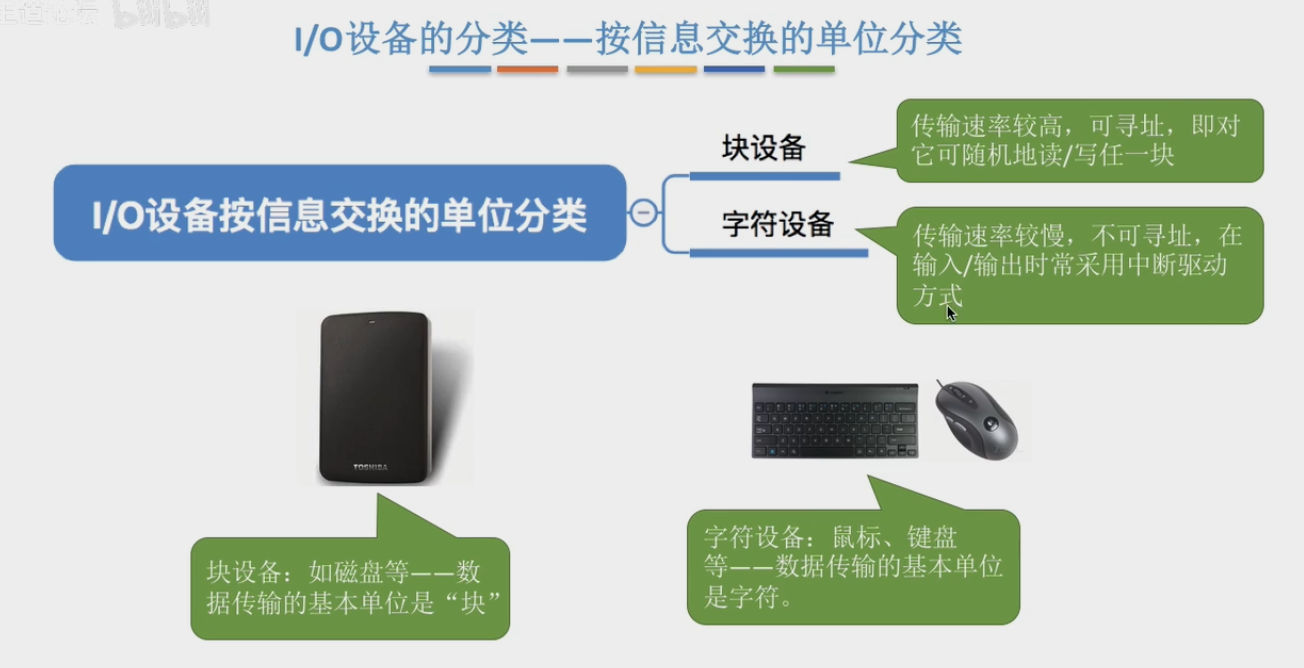 王道论坛 bilibili
I/O设备的分类——按信息交换的单位分类
I/O设备按信息交换的单位分类
块设备
传输速率较高，可寻址，即对
它可随机地读/写任一块
字符设备
传输速率较慢，不可寻址，在
输入/输出时常采用中断驱动
方式
TOSHIBA
块设备：如磁盘等——数
据传输的基本单位是“块”
字符设备：鼠标、键盘
等——数据传输的基本单位
是字符。